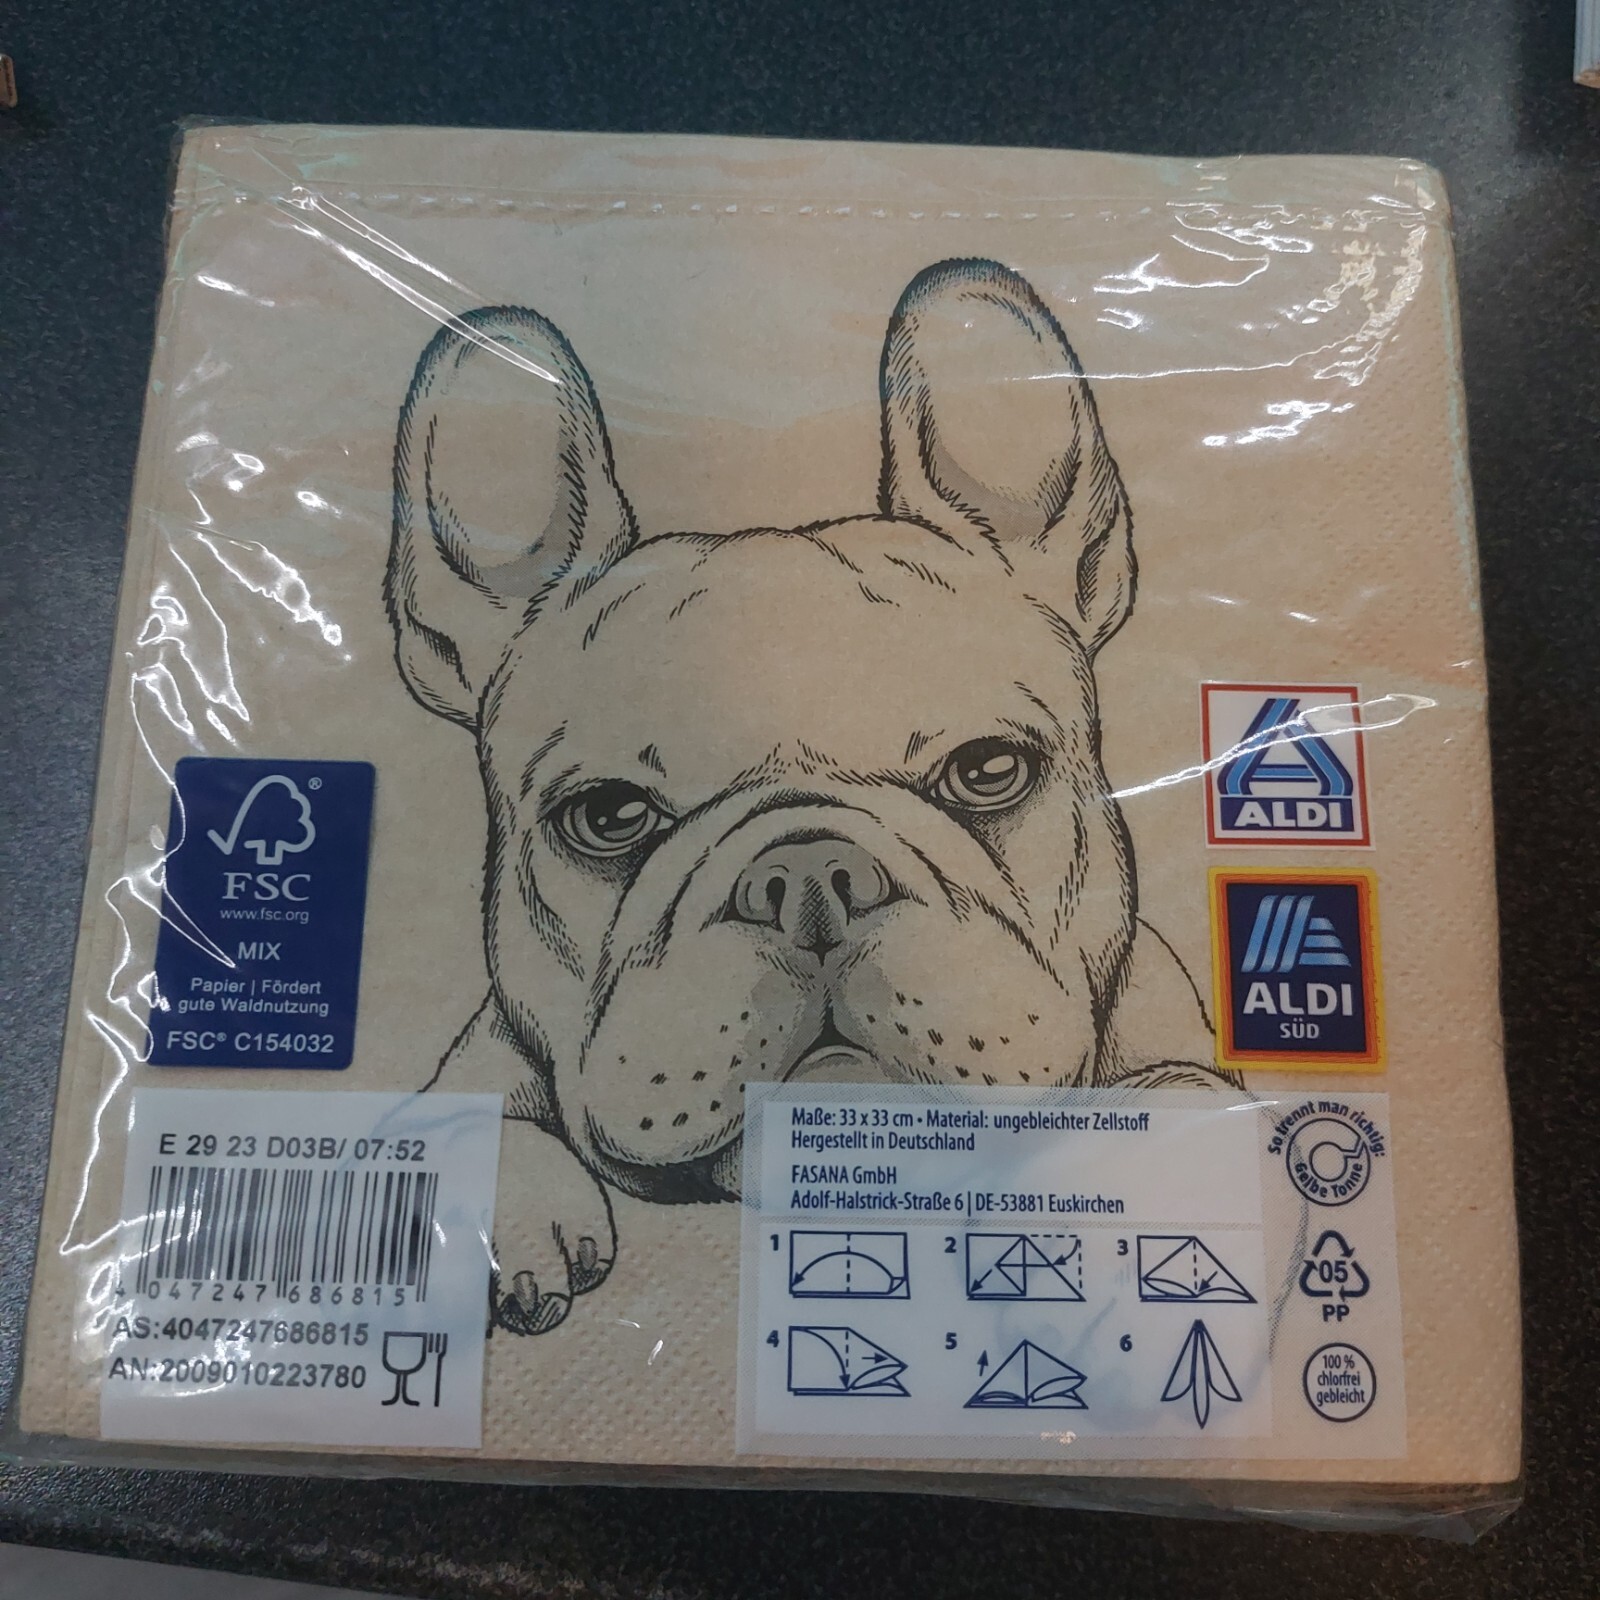 FSC
®
www.fsc.org
MIX
Papier | Fördert
gute Waldnutzung
FSC® C154032
ALDI
ALDI
SÜD
E 29 23 D03B/ 07:52
4 047247 686815
AS:4047247686815
AN:2009010223780
Maße: 33 x 33 cm • Material: ungebleichter Zellstoff
Hergestellt in Deutschland
FASANA GmbH
Adolf-Halstrick-Straße 6 | DE-53881 Euskirchen
1
2
3
4
5
6
So trennt man richtig:
Gelbe Tonne
05
PP
100 %
chlorfrei
gebleicht